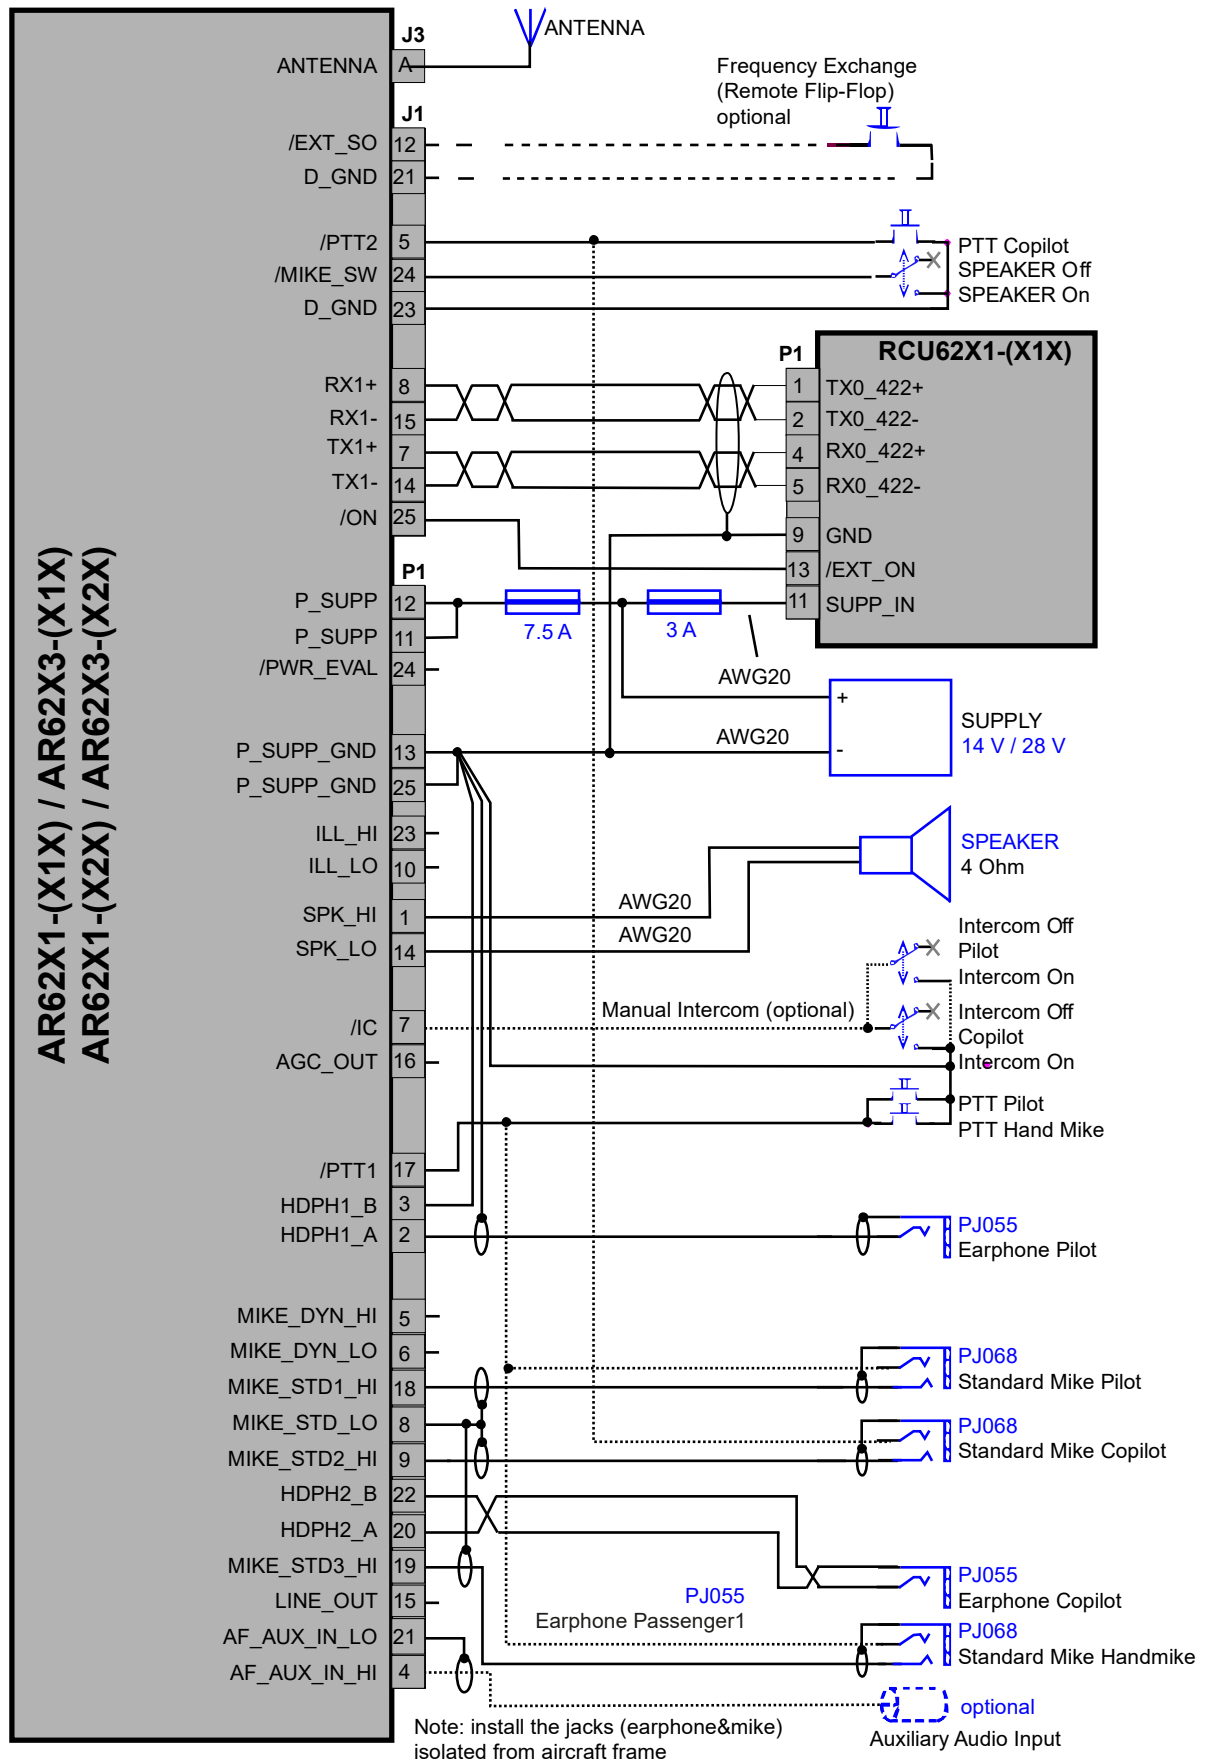 J3
ANTENNA A ANTENNA
Frequency Exchange
(Remote Flip-Flop)
optional
J1
/EXT_SO 12
D_GND 21
/PTT2 5 PTT Copilot
/MIKE_SW 24 SPEAKER Off
D_GND 23 SPEAKER On
P1 RCU62X1-(X1X)
RX1+ 8 1 TX0_422+
RX1- 15 2 TX0_422-
TX1+ 7 4 RX0_422+
TX1- 14 5 RX0_422-
/ON 25
9 GND
13 /EXT_ON
P1
P_SUPP 12 11 SUPP_IN
7.5 A 3 A
P_SUPP 11
/PWR_EVAL 24
AWG20
+
SUPPLY
14 V / 28 V
P_SUPP_GND 13 AWG20 -
P_SUPP_GND 25
ILL_HI 23
SPEAKER
4 Ohm
ILL_LO 10
SPK_HI 1 AWG20
SPK_LO 14 AWG20
Intercom Off
Pilot
Intercom On
Manual Intercom (optional)
Intercom Off
Copilot
Intercom On
/IC 7
AGC_OUT 16
PTT Pilot
PTT Hand Mike
/PTT1 17
HDPH1_B 3
HDPH1_A 2
PJ055
Earphone Pilot
MIKE_DYN_HI 5
MIKE_DYN_LO 6
PJ068
Standard Mike Pilot
MIKE_STD1_HI 18
MIKE_STD_LO 8
PJ068
Standard Mike Copilot
MIKE_STD2_HI 9
HDPH2_B 22
HDPH2_A 20
MIKE_STD3_HI 19
PJ055
Earphone Copilot
LINE_OUT 15
PJ055
Earphone Passenger1
AF_AUX_IN_LO 21
PJ068
Standard Mike Handmike
AF_AUX_IN_HI 4
optional
Auxiliary Audio Input
Note: install the jacks (earphone&mike)
isolated from aircraft frame
AR62X1-(X1X) / AR62X3-(X1X)
AR62X1-(X2X) / AR62X3-(X2X)